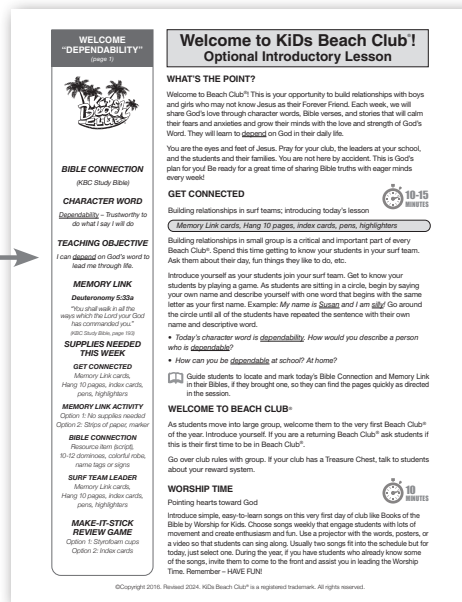 WELCOME
"DEPENDABILITY"
(page 1)
KiDs
Beach
Club
BIBLE CONNECTION
(KBC Study Bible)
CHARACTER WORD
Dependability – Trustworthy to
do what I say I will do
TEACHING OBJECTIVE
I can depend on God's word to
lead me through life.
MEMORY LINK
Deuteronomy 5:33a
"You shall walk in all the
ways which the Lord your God
has commanded you."
(KBC Study Bible, page 193)
SUPPLIES NEEDED
THIS WEEK
GET CONNECTED
Memory Link cards,
Hang 10 pages, index cards,
pens, highlighters
MEMORY LINK ACTIVITY
Option 1: No supplies needed
Option 2: Strips of paper, marker
BIBLE CONNECTION
Resource item (script),
10-12 dominoes, colorful robe,
name tags or signs
SURF TEAM LEADER
Memory Link cards,
Hang 10 pages, index cards,
pens, highlighters
MAKE-IT-STICK
REVIEW GAME
Option 1: Styrofoam cups
Option 2: Index cards
Welcome to KiDs Beach Club®!
Optional Introductory Lesson
WHAT'S THE POINT?
Welcome to Beach Club®! This is your opportunity to build relationships with boys
and girls who may not know Jesus as their Forever Friend. Each week, we will
share God's love through character words, Bible verses, and stories that will calm
their fears and anxieties and grow their minds with the love and strength of God's
Word. They will learn to depend on God in their daily life.
You are the eyes and feet of Jesus. Pray for your club, the leaders at your school,
and the students and their families. You are not here by accident. This is God's
plan for you! Be ready for a great time of sharing Bible truths with eager minds
every week!
GET CONNECTED
10-15
MINUTES
Building relationships in surf teams; introducing today's lesson
Memory Link cards, Hang 10 pages, index cards, pens, highlighters
Building relationships in small group is a critical and important part of every
Beach Club®. Spend this time getting to know your students in your surf team.
Ask them about their day, fun things they like to do, etc.
Introduce yourself as your students join your surf team. Get to know your
students by playing a game. As students are sitting in a circle, begin by saying
your own name and describe yourself with one word that begins with the same
letter as your first name. Example: My name is Susan and I am silly! Go around
the circle until all of the students have repeated the sentence with their own
name and descriptive word.
• Today's character word is dependability. How would you describe a person
who is dependable?
• How can you be dependable at school? At home?
Guide students to locate and mark today's Bible Connection and Memory Link
in their Bibles, if they brought one, so they can find the pages quickly as directed
in the session.
WELCOME TO BEACH CLUB®
As students move into large group, welcome them to the very first Beach Club®
of the year. Introduce yourself. If you are a returning Beach Club® ask students if
this is their first time to be in Beach Club®.
Go over club rules with group. If your club has a Treasure Chest, talk to students
about your reward system.
WORSHIP TIME
10
MINUTES
Pointing hearts toward God
Introduce simple, easy-to-learn songs on this very first day of club like Books of the
Bible by Worship for Kids. Choose songs weekly that engage students with lots of
movement and create enthusiasm and fun. Use a projector with the words, posters, or
a video so that students can sing along. Usually two songs fit into the schedule but for
today, just select one. During the year, if you have students who already know some
of the songs, invite them to come to the front and assist you in leading the Worship
Time. Remember – HAVE FUN!
©Copyright 2016. Revised 2024. KiDs Beach Club® is a registered trademark. All rights reserved.